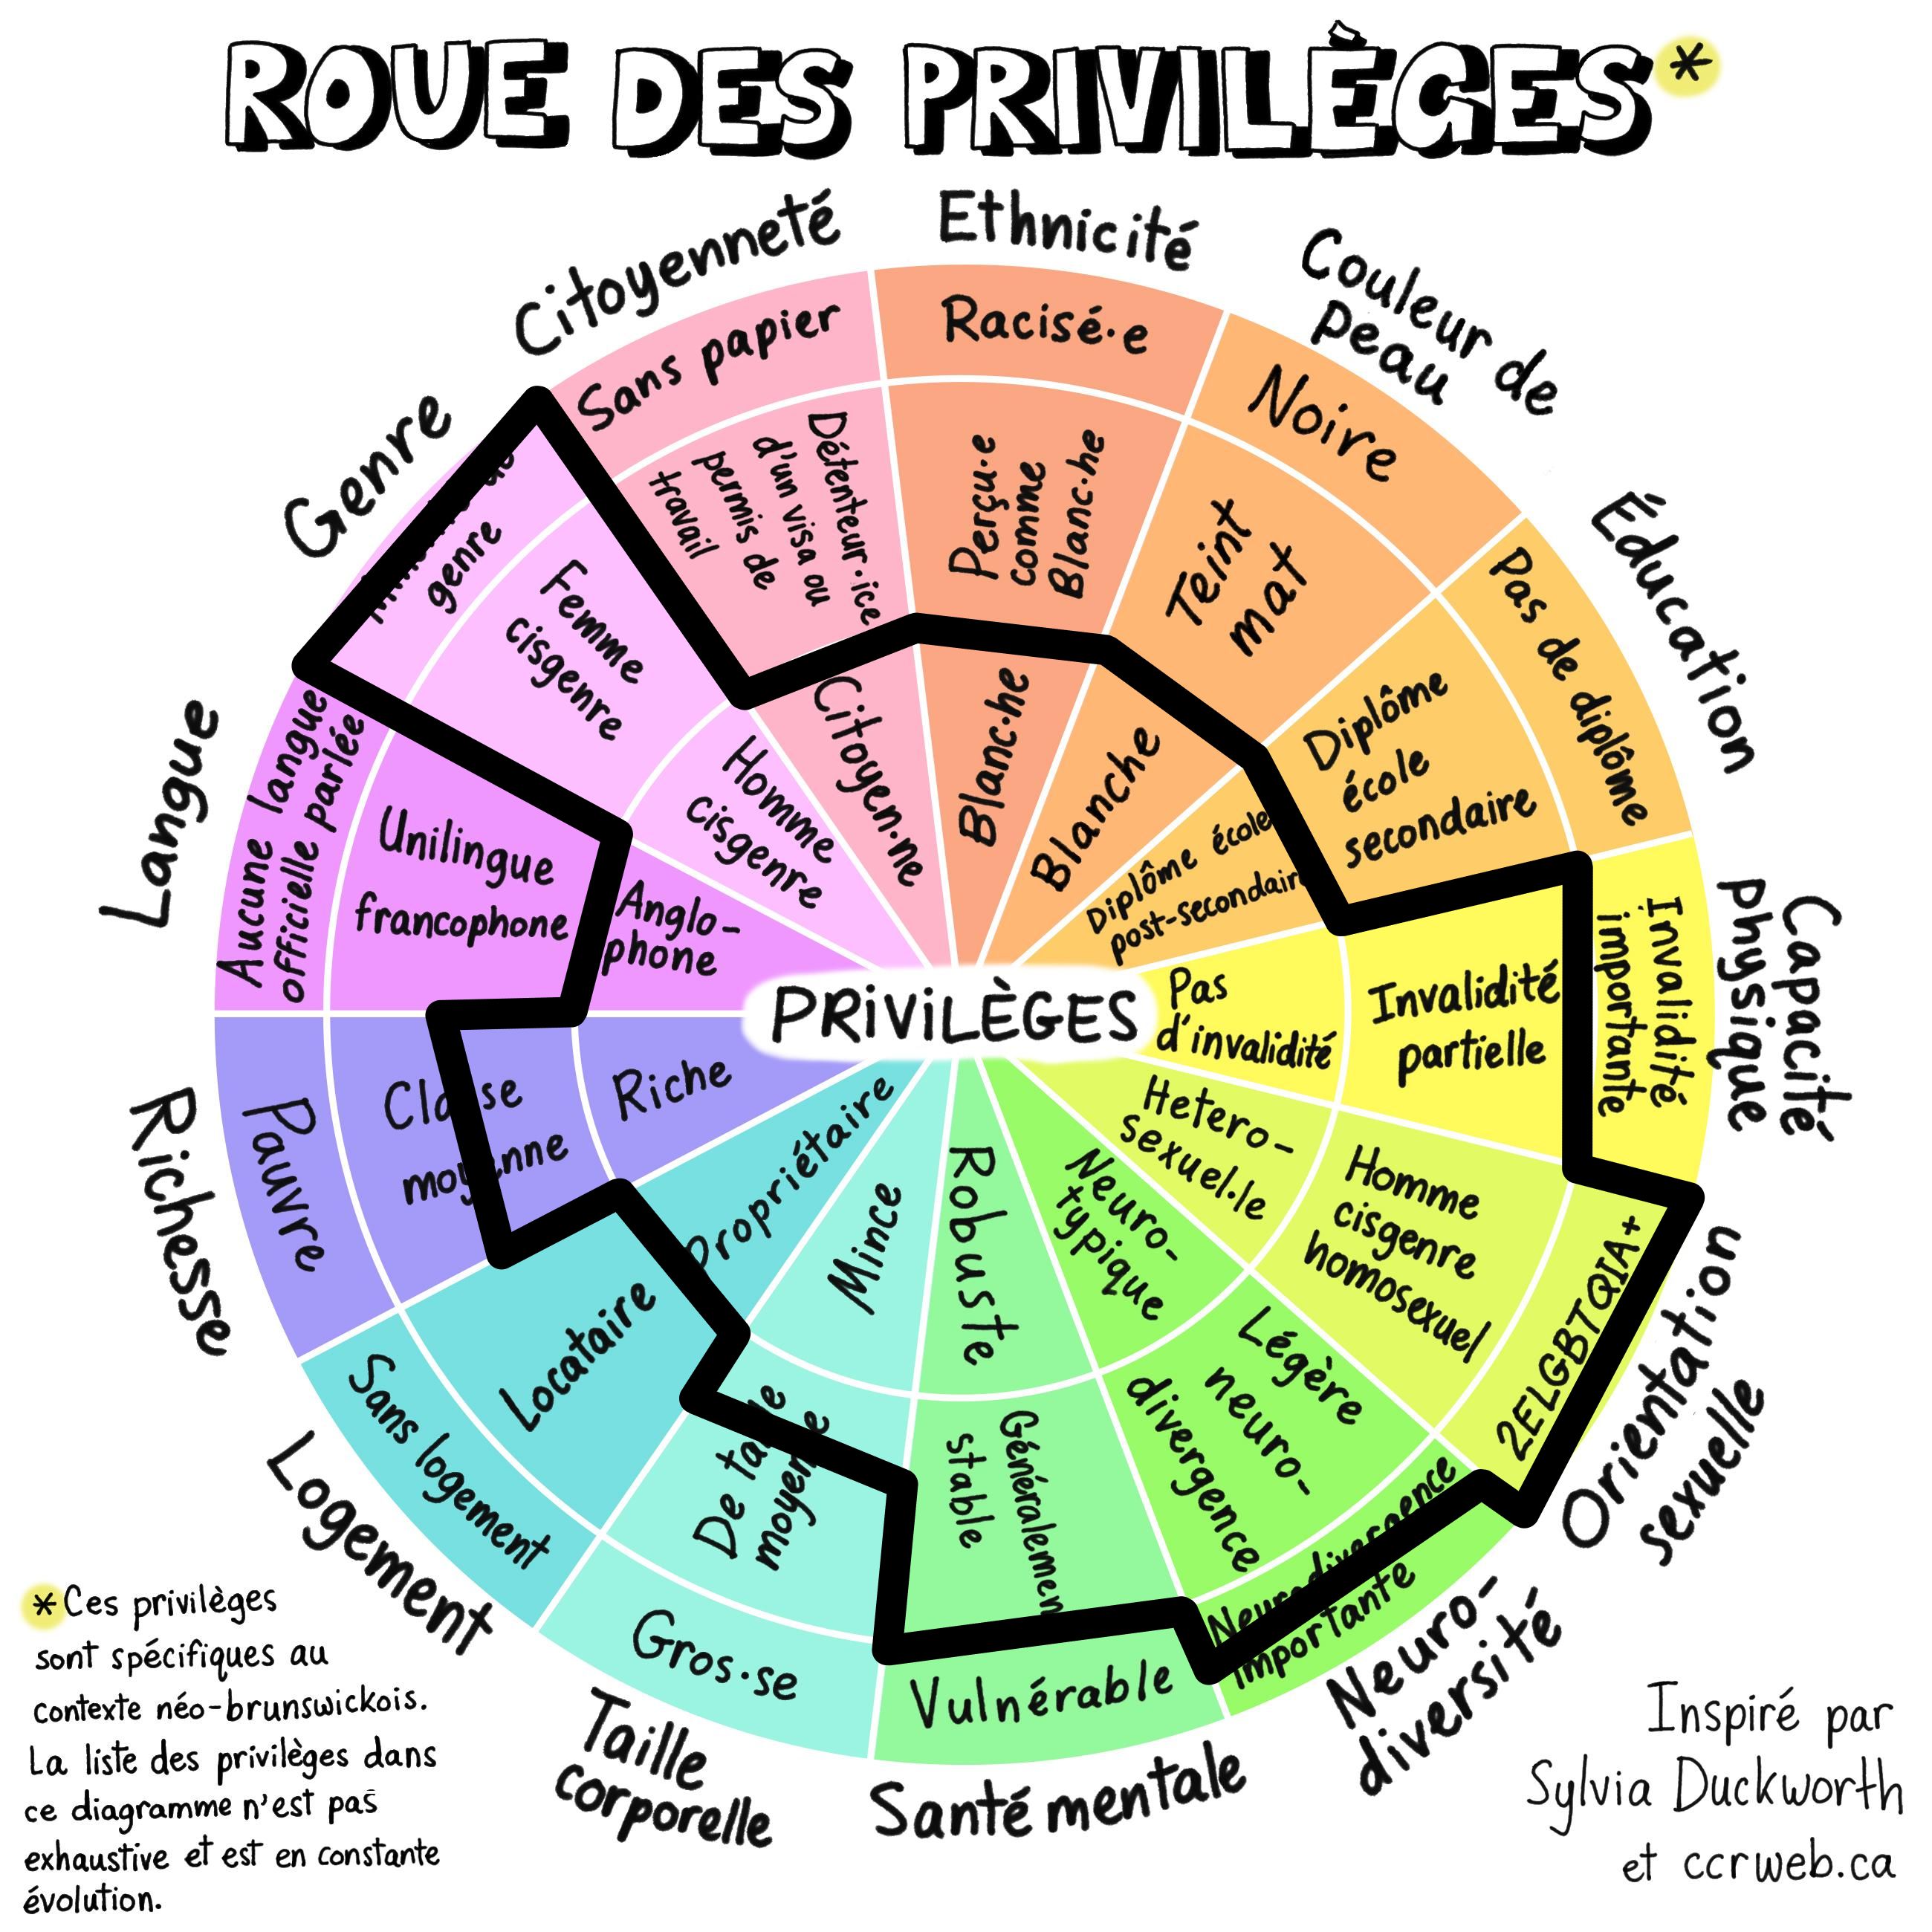 ROUE DES PRIVILÈGES*
Citoyenneté
Sans papier
Détenteur·ice
d'un visa ou
permis de
travail
Citoyen·ne
Ethnicité
Racisé·e
Perçu·e
comme
Blanc·he
Blanc·he
Couleur de
peau
Noire
Teint
mat
Blanche
Éducation
Pas de diplôme
Diplôme
école
secondaire
Diplôme école
post-secondaire
Capacité
physique
Invalidité
importante
Invalidité
partielle
Pas
d'invalidité
Orientation
sexuelle
2ELGBTQIA+
Homme
cisgenre
homosexuel
Hetero-
sexuel·le
Neuro-
diversité
Neurodivergence
importante
Légère
neuro-
divergence
Neuro-
typique
Santé mentale
Vulnérable
Généralement
stable
Robuste
Taille
corporelle
Gros·se
De taille
moyenne
Mince
Logement
Sans logement
Locataire
Propriétaire
Richesse
Pauvre
Classe
moyenne
Riche
Langue
Aucune langue
officielle parlée
Unilingue
francophone
Anglo-
phone
Genre
genre
Femme
cisgenre
Homme
cisgenre
PRIVILÈGES
*Ces privilèges
sont spécifiques au
contexte néo-brunswickois.
La liste des privilèges dans
ce diagramme n'est pas
exhaustive et est en constante
évolution.
Inspiré par
Sylvia Duckworth
et ccrweb.ca